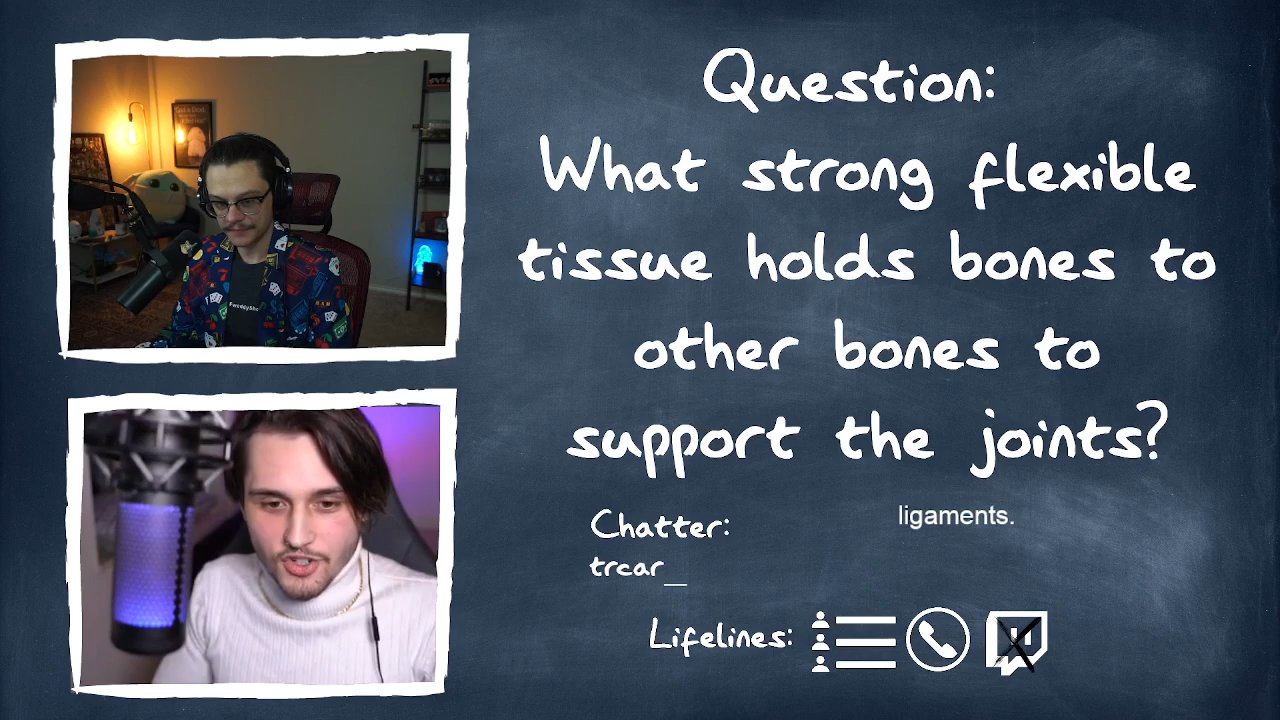 Question:
What strong flexible
tissue holds bones to
other bones to
support the joints?
Chatter:
trcar_
ligaments.
Lifelines: